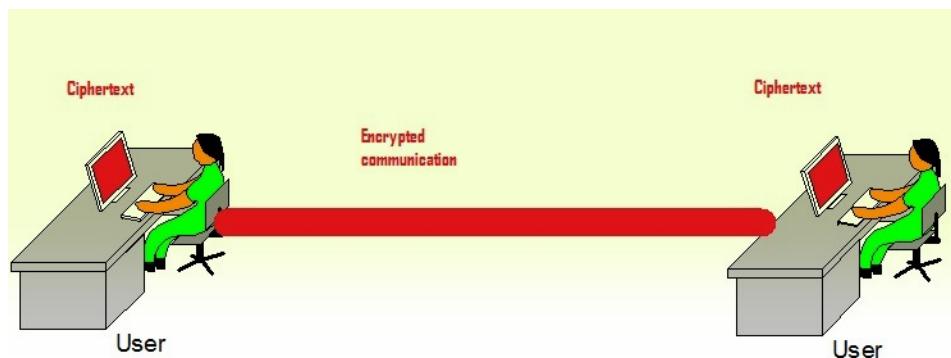 Ciphertext
Ciphertext
Encrypted
communication
User
User